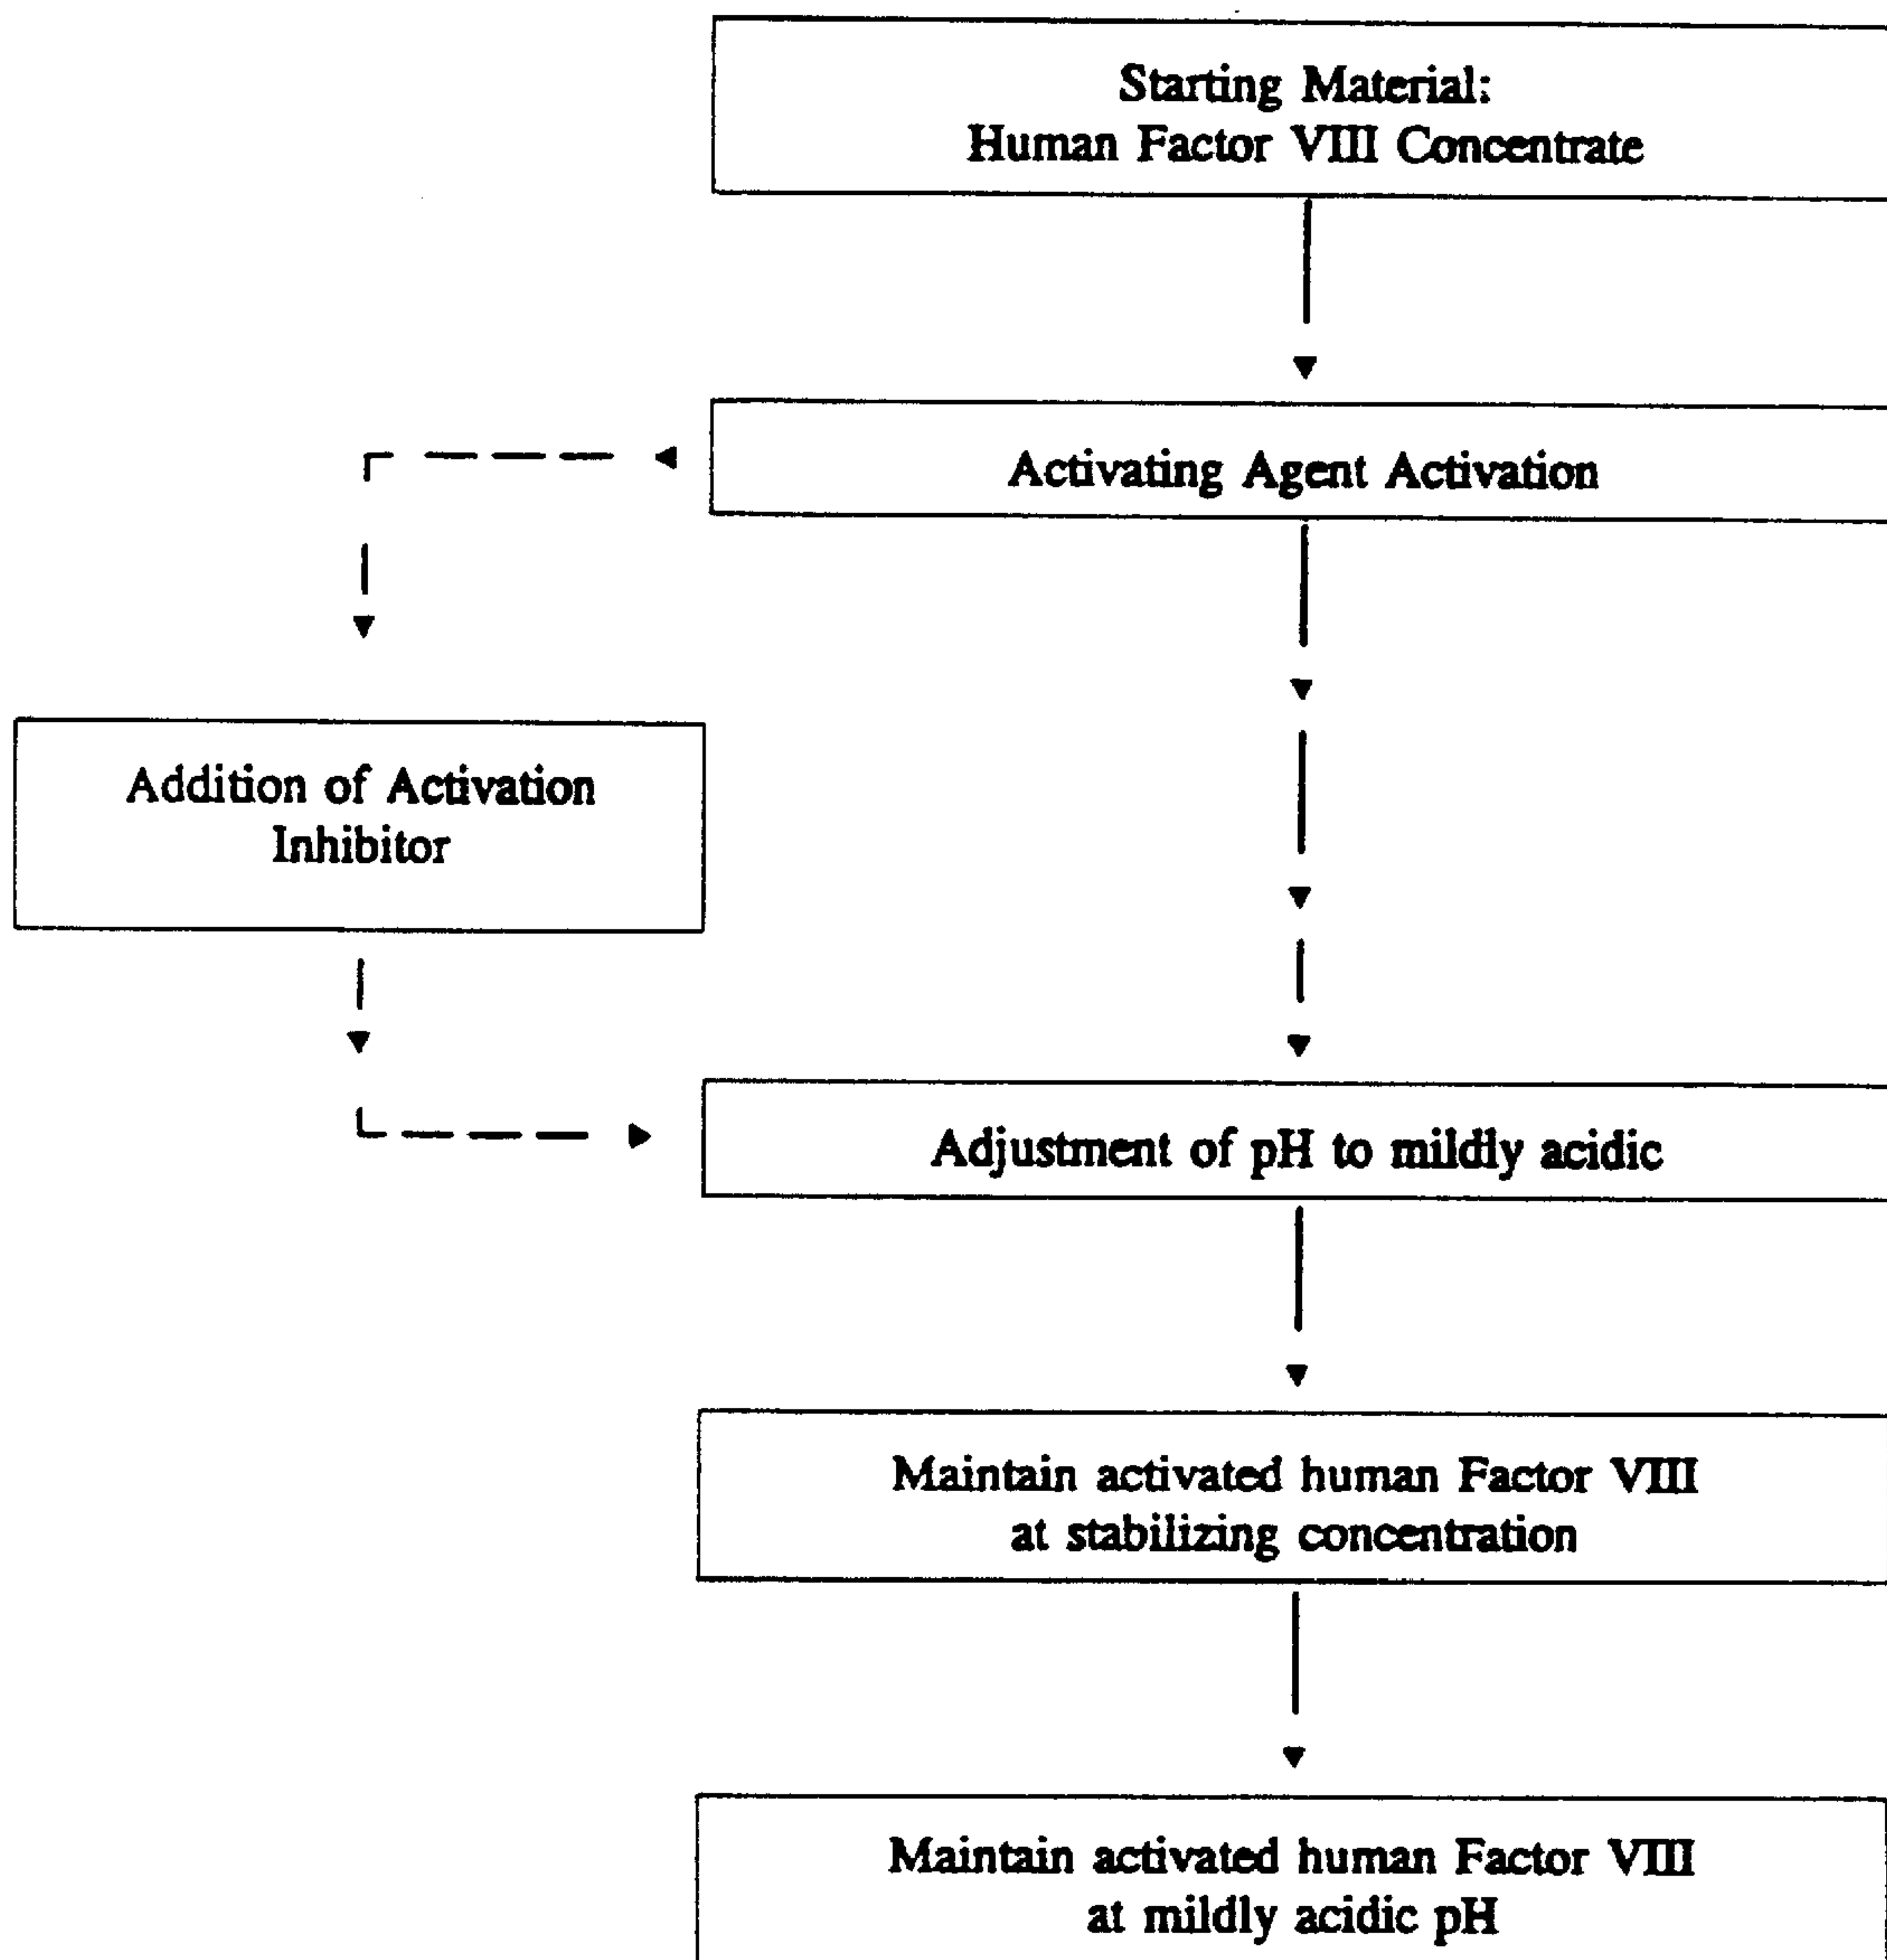 Starting Material:
Human Factor VIII Concentrate
Activating Agent Activation
Addition of Activation
Inhibitor
Adjustment of pH to mildly acidic
Maintain activated human Factor VIII
at stabilizing concentration
Maintain activated human Factor VIII
at mildly acidic pH